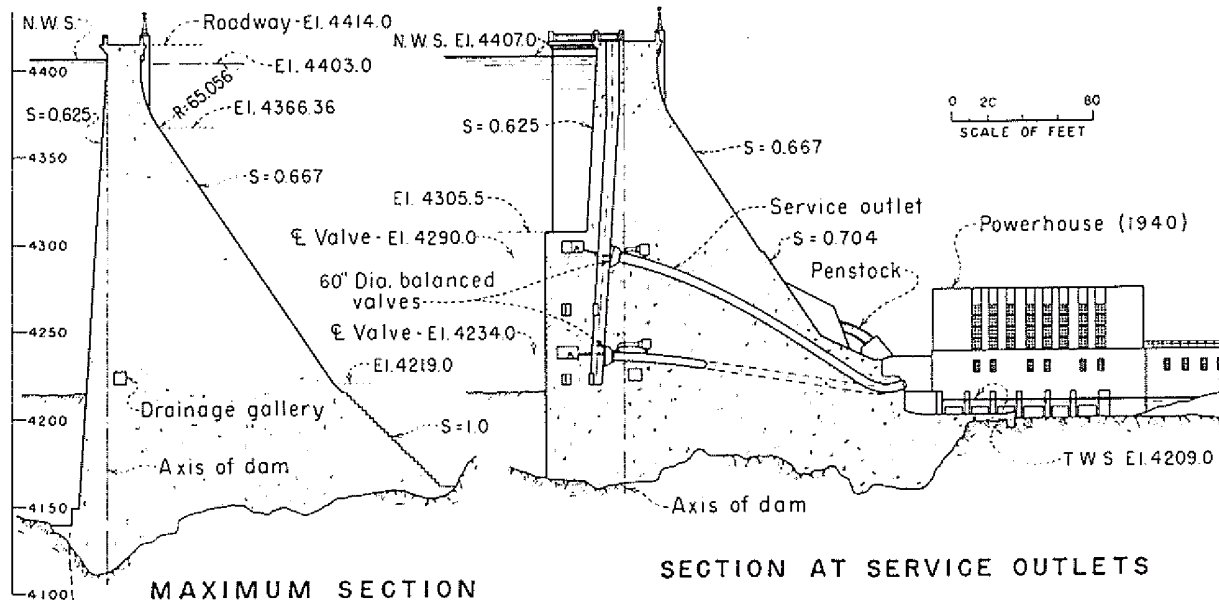 N.W.S.
Roadway-El. 4414.0
4400
El. 4403.0
R=65.056'
El. 4366.36
S=0.625
4350
S=0.667
4300
4250
El.4219.0
4200
Drainage gallery
S=1.0
Axis of dam
4150
4100
MAXIMUM SECTION
N.W.S. El. 4407.0
0 20 80
SCALE OF FEET
S=0.625
S=0.667
El. 4305.5
Service outlet
℄ Valve-El. 4290.0
S=0.704
Powerhouse (1940)
Penstock
60" Dia. balanced
valves
℄ Valve-El. 4234.0
T W S El. 4209.0
Axis of dam
SECTION AT SERVICE OUTLETS